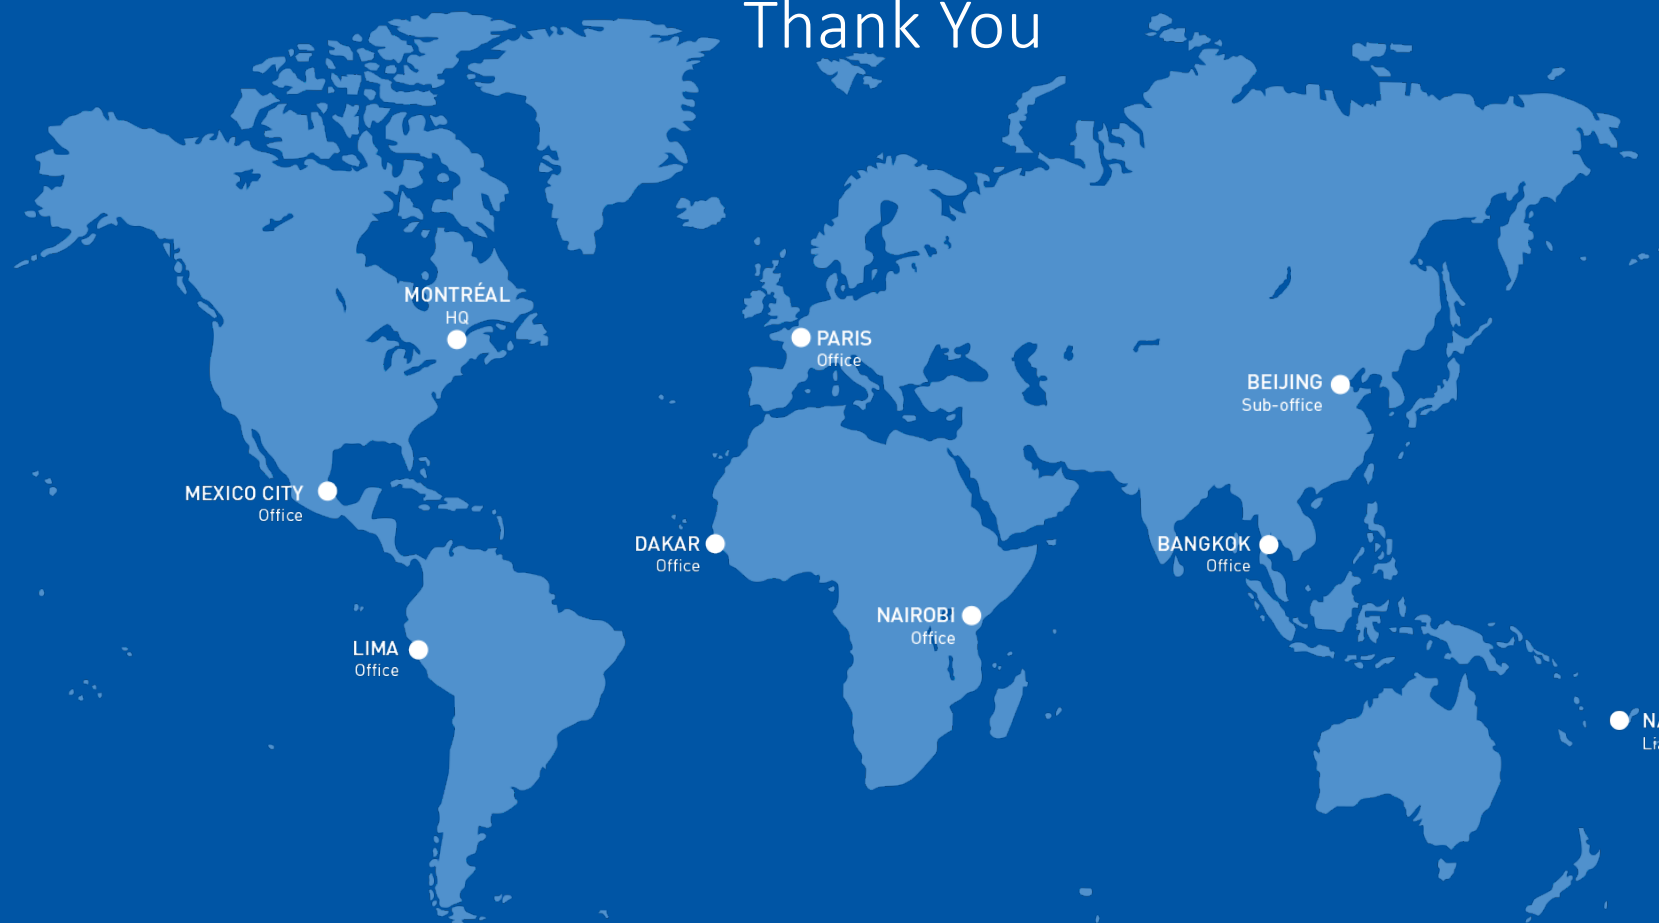 Thank You
MONTRÉAL
HQ
PARIS
Office
BEIJING
Sub-office
MEXICO CITY
Office
DAKAR
Office
BANGKOK
Office
NAIROBI
Office
LIMA
Office